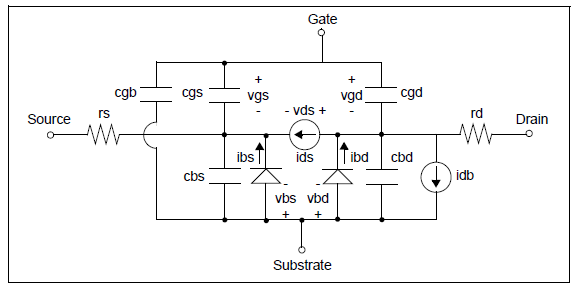 Gate
+ +
cgb cgs vgs vgd cgd
- - vds + -
Source rs rd Drain
ibs ids ibd cbd
cbs - - idb
vbs vbd
+ +
Substrate